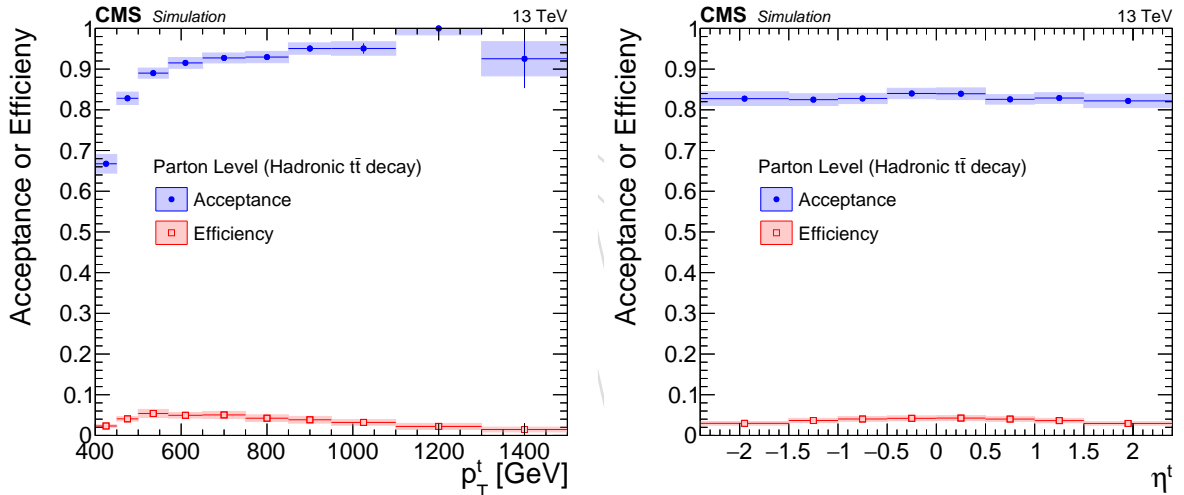 CMS Simulation 13 TeV
Acceptance or Efficieny
1
0.9
0.8
0.7
0.6
0.5
0.4
0.3
0.2
0.1
0
Parton Level (Hadronic tt̄ decay)
Acceptance
Efficiency
400 600 800 1000 1200 1400
p_T^t [GeV]
CMS Simulation 13 TeV
Acceptance or Efficieny
1
0.9
0.8
0.7
0.6
0.5
0.4
0.3
0.2
0.1
0
Parton Level (Hadronic tt̄ decay)
Acceptance
Efficiency
−2 −1.5 −1 −0.5 0 0.5 1 1.5 2
η^t